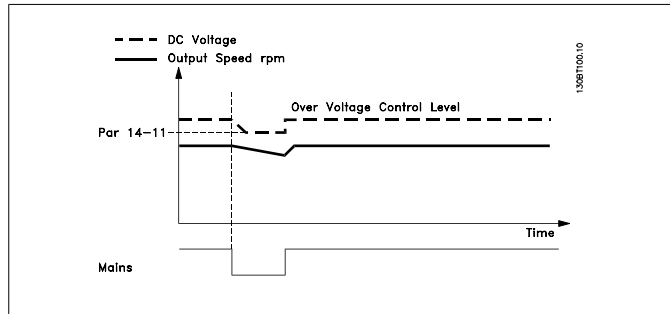 DC Voltage
Output Speed rpm
130BT100.10
Over Voltage Control Level
Par 14-11
Time
Mains